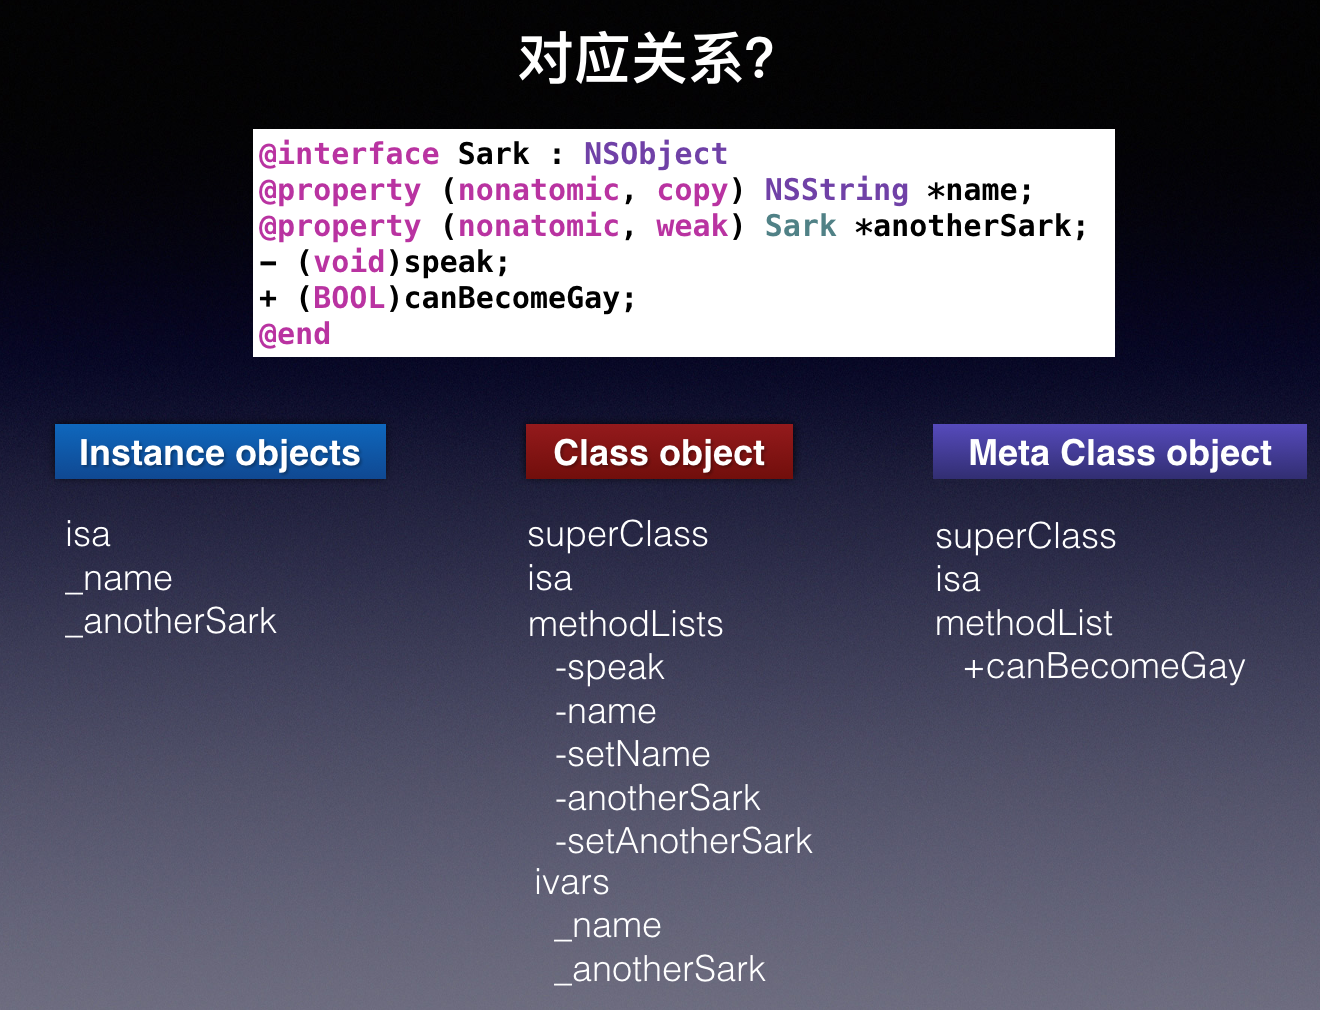 对应关系?
@interface Sark : NSObject
@property (nonatomic, copy) NSString *name;
@property (nonatomic, weak) Sark *anotherSark;
- (void)speak;
+ (BOOL)canBecomeGay;
@end
Instance objects
isa
_name
_anotherSark
Class object
superClass
isa
methodLists
-speak
-name
-setName
-anotherSark
-setAnotherSark
ivars
_name
_anotherSark
Meta Class object
superClass
isa
methodList
+canBecomeGay